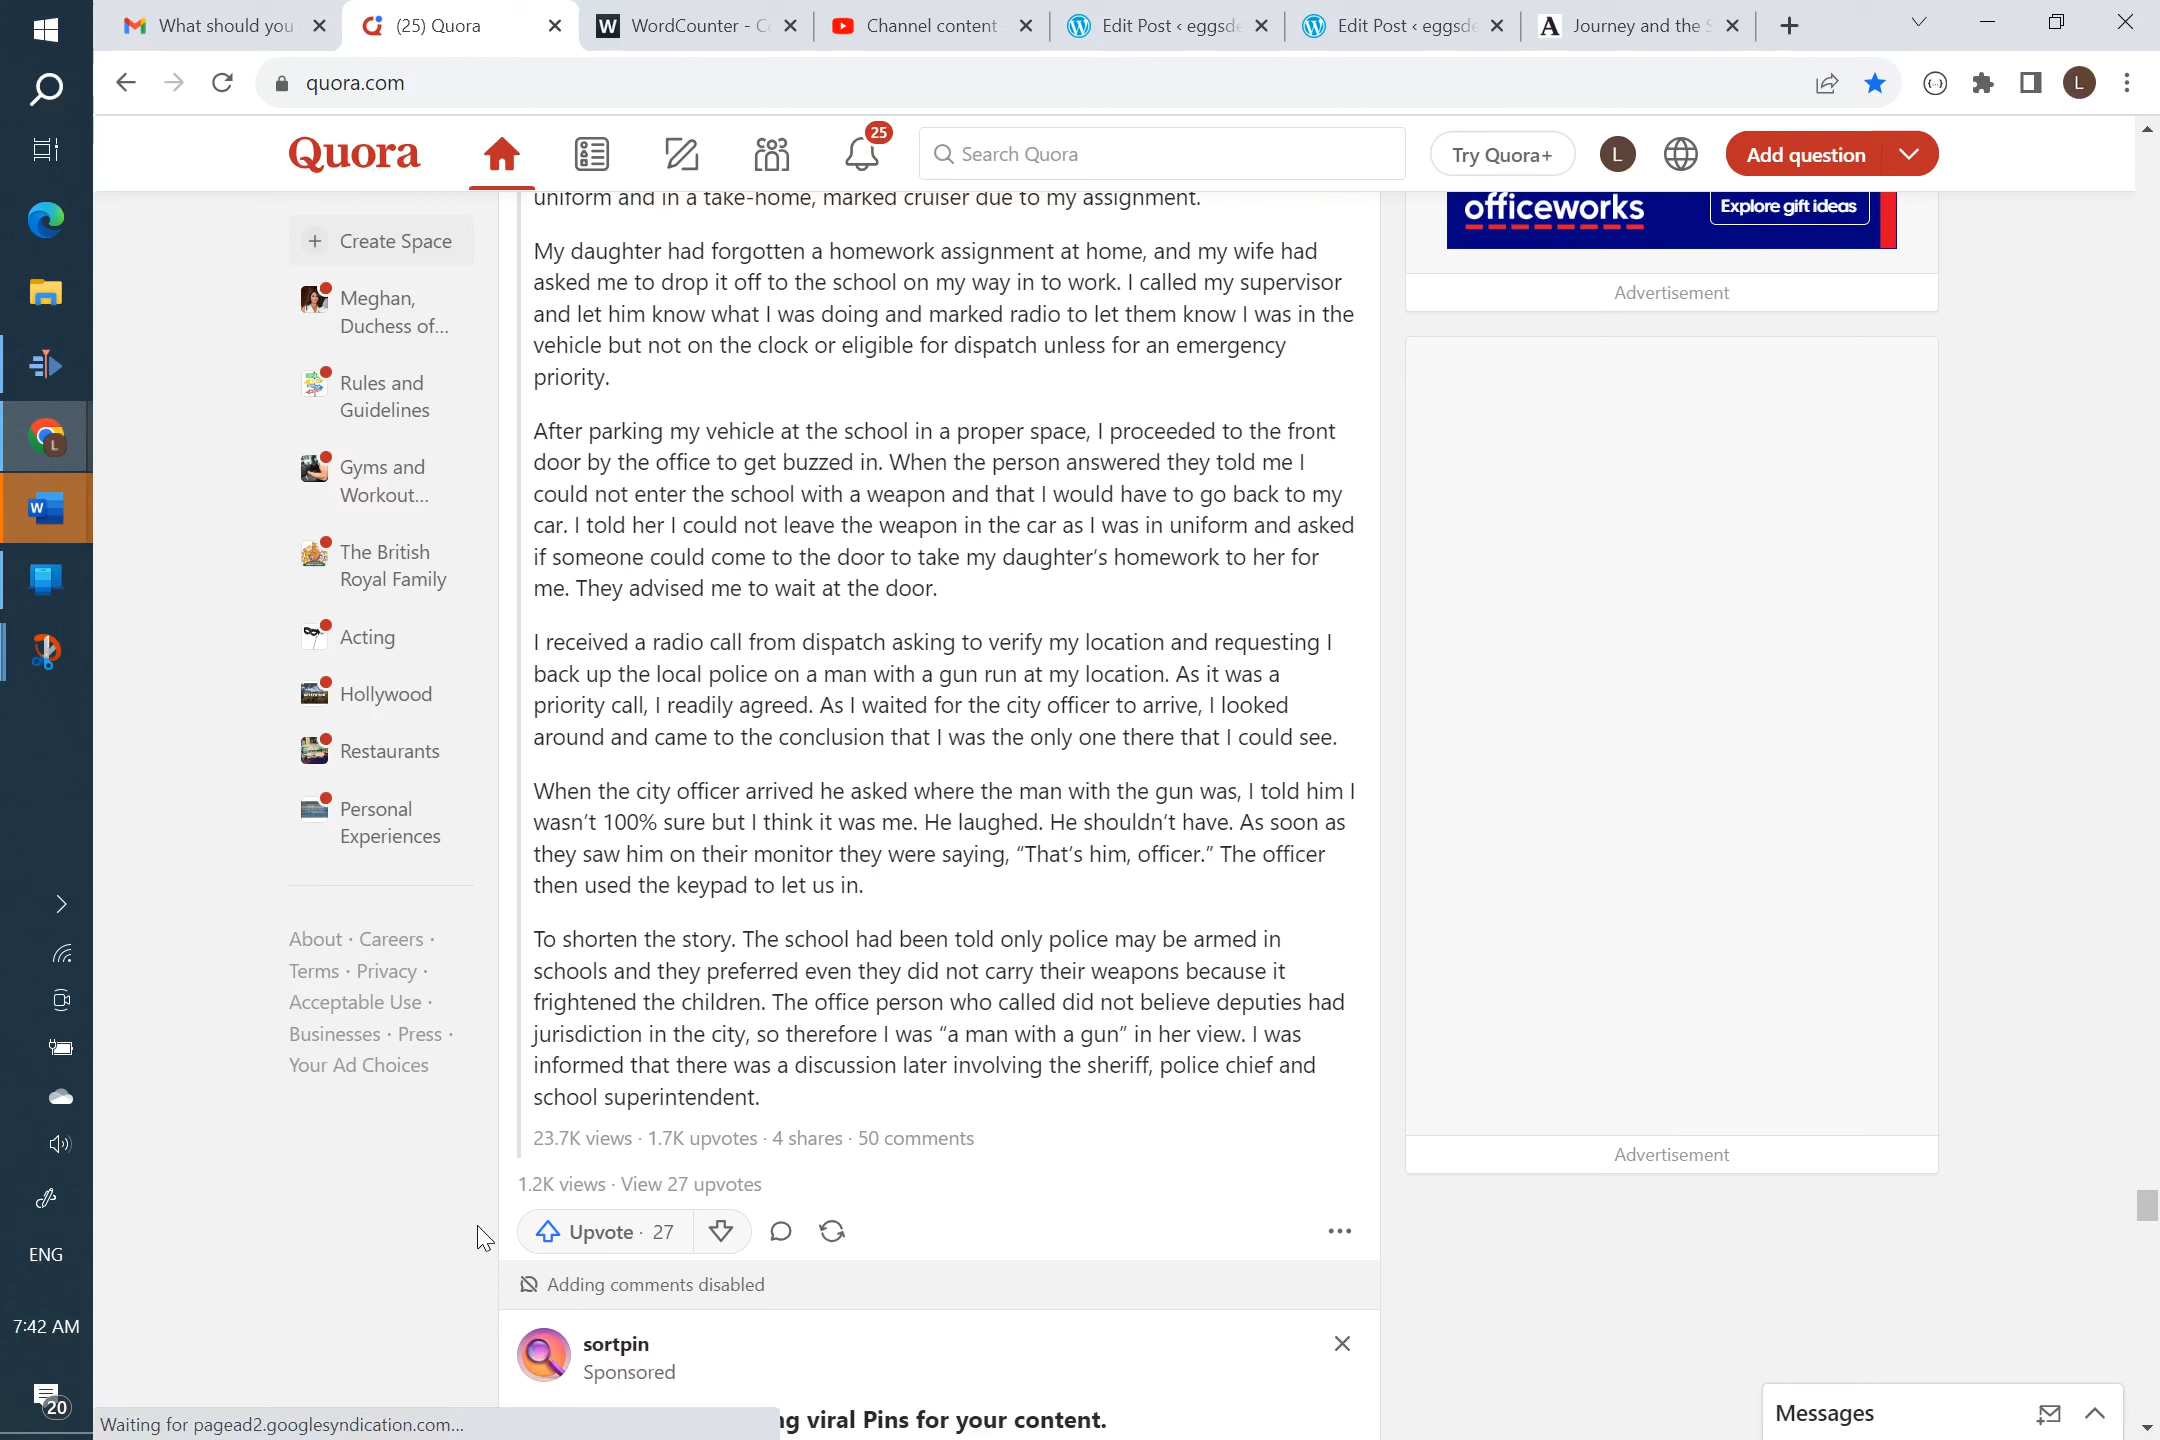 What should you
(25) Quora
WordCounter - C
Channel content
Edit Post ‹ eggsde
Edit Post ‹ eggsde
Journey and the S
quora.com
L
Quora
25
Search Quora
Try Quora+
L
Add question
uniform and in a take-home, marked cruiser due to my assignment.
My daughter had forgotten a homework assignment at home, and my wife had
asked me to drop it off to the school on my way in to work. I called my supervisor
and let him know what I was doing and marked radio to let them know I was in the
vehicle but not on the clock or eligible for dispatch unless for an emergency
priority.
After parking my vehicle at the school in a proper space, I proceeded to the front
door by the office to get buzzed in. When the person answered they told me I
could not enter the school with a weapon and that I would have to go back to my
car. I told her I could not leave the weapon in the car as I was in uniform and asked
if someone could come to the door to take my daughter's homework to her for
me. They advised me to wait at the door.
I received a radio call from dispatch asking to verify my location and requesting I
back up the local police on a man with a gun run at my location. As it was a
priority call, I readily agreed. As I waited for the city officer to arrive, I looked
around and came to the conclusion that I was the only one there that I could see.
When the city officer arrived he asked where the man with the gun was, I told him I
wasn't 100% sure but I think it was me. He laughed. He shouldn't have. As soon as
they saw him on their monitor they were saying, “That's him, officer.” The officer
then used the keypad to let us in.
To shorten the story. The school had been told only police may be armed in
schools and they preferred even they did not carry their weapons because it
frightened the children. The office person who called did not believe deputies had
jurisdiction in the city, so therefore I was “a man with a gun” in her view. I was
informed that there was a discussion later involving the sheriff, police chief and
school superintendent.
23.7K views · 1.7K upvotes · 4 shares · 50 comments
1.2K views · View 27 upvotes
Upvote · 27
Adding comments disabled
sortpin
Sponsored
ng viral Pins for your content.
Create Space
Meghan,
Duchess of...
Rules and
Guidelines
Gyms and
Workout...
The British
Royal Family
Acting
Hollywood
Restaurants
Personal
Experiences
About · Careers ·
Terms · Privacy ·
Acceptable Use ·
Businesses · Press ·
Your Ad Choices
officeworks
Explore gift ideas
Advertisement
Advertisement
Messages
L
W
ENG
7:42 AM
20
Waiting for pagead2.googlesyndication.com...